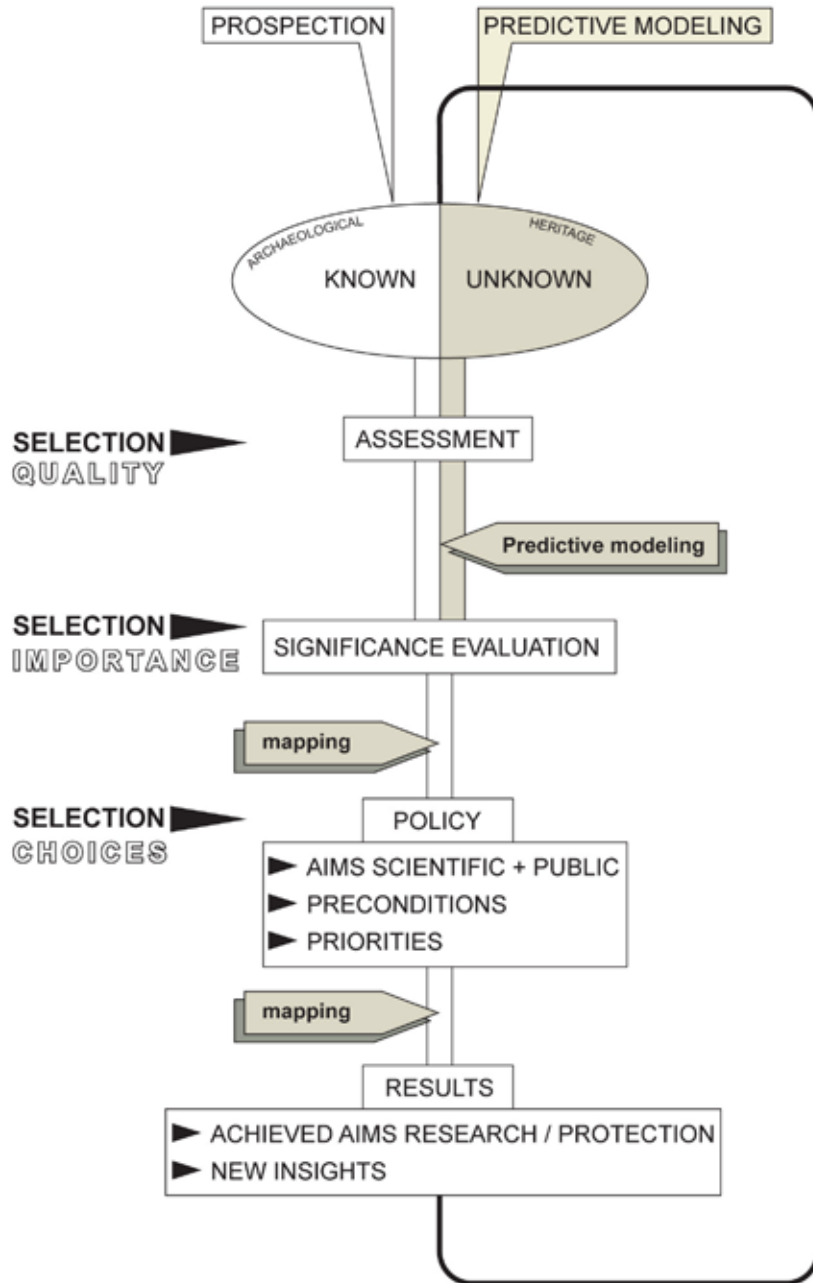 PROSPECTION
PREDICTIVE MODELING
ARCHAEOLOGICAL
HERITAGE
KNOWN
UNKNOWN
SELECTION
QUALITY
ASSESSMENT
Predictive modeling
SELECTION
IMPORTANCE
SIGNIFICANCE EVALUATION
mapping
SELECTION
CHOICES
POLICY
AIMS SCIENTIFIC + PUBLIC
PRECONDITIONS
PRIORITIES
mapping
RESULTS
ACHIEVED AIMS RESEARCH / PROTECTION
NEW INSIGHTS